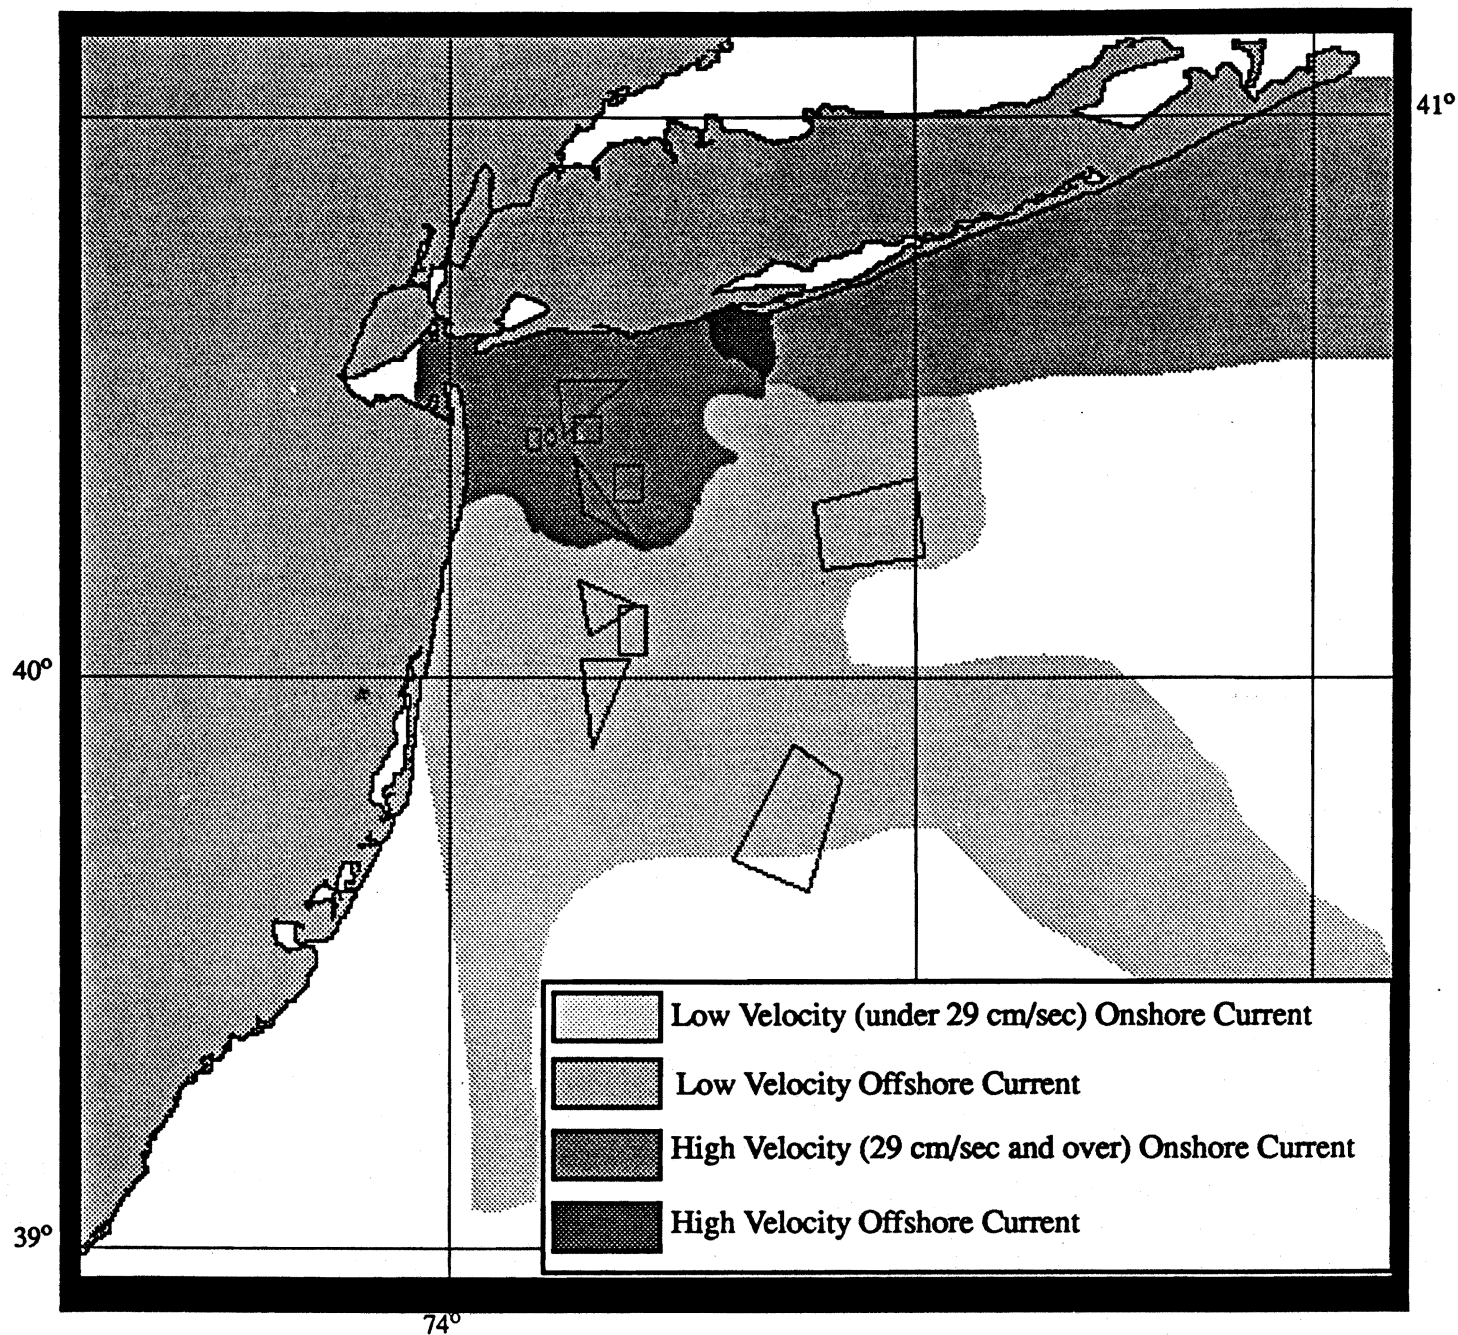 41°
40°
Low Velocity (under 29 cm/sec) Onshore Current
Low Velocity Offshore Current
High Velocity (29 cm/sec and over) Onshore Current
High Velocity Offshore Current
39°
74°